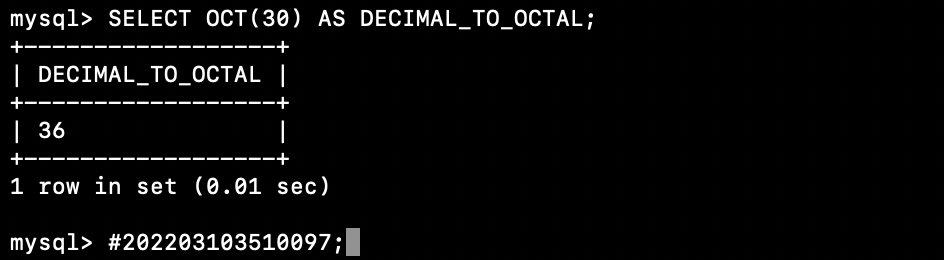 mysql> SELECT OCT(30) AS DECIMAL_TO_OCTAL;
+------------------+
| DECIMAL_TO_OCTAL |
+------------------+
| 36               |
+------------------+
1 row in set (0.01 sec)

mysql> #202203103510097;